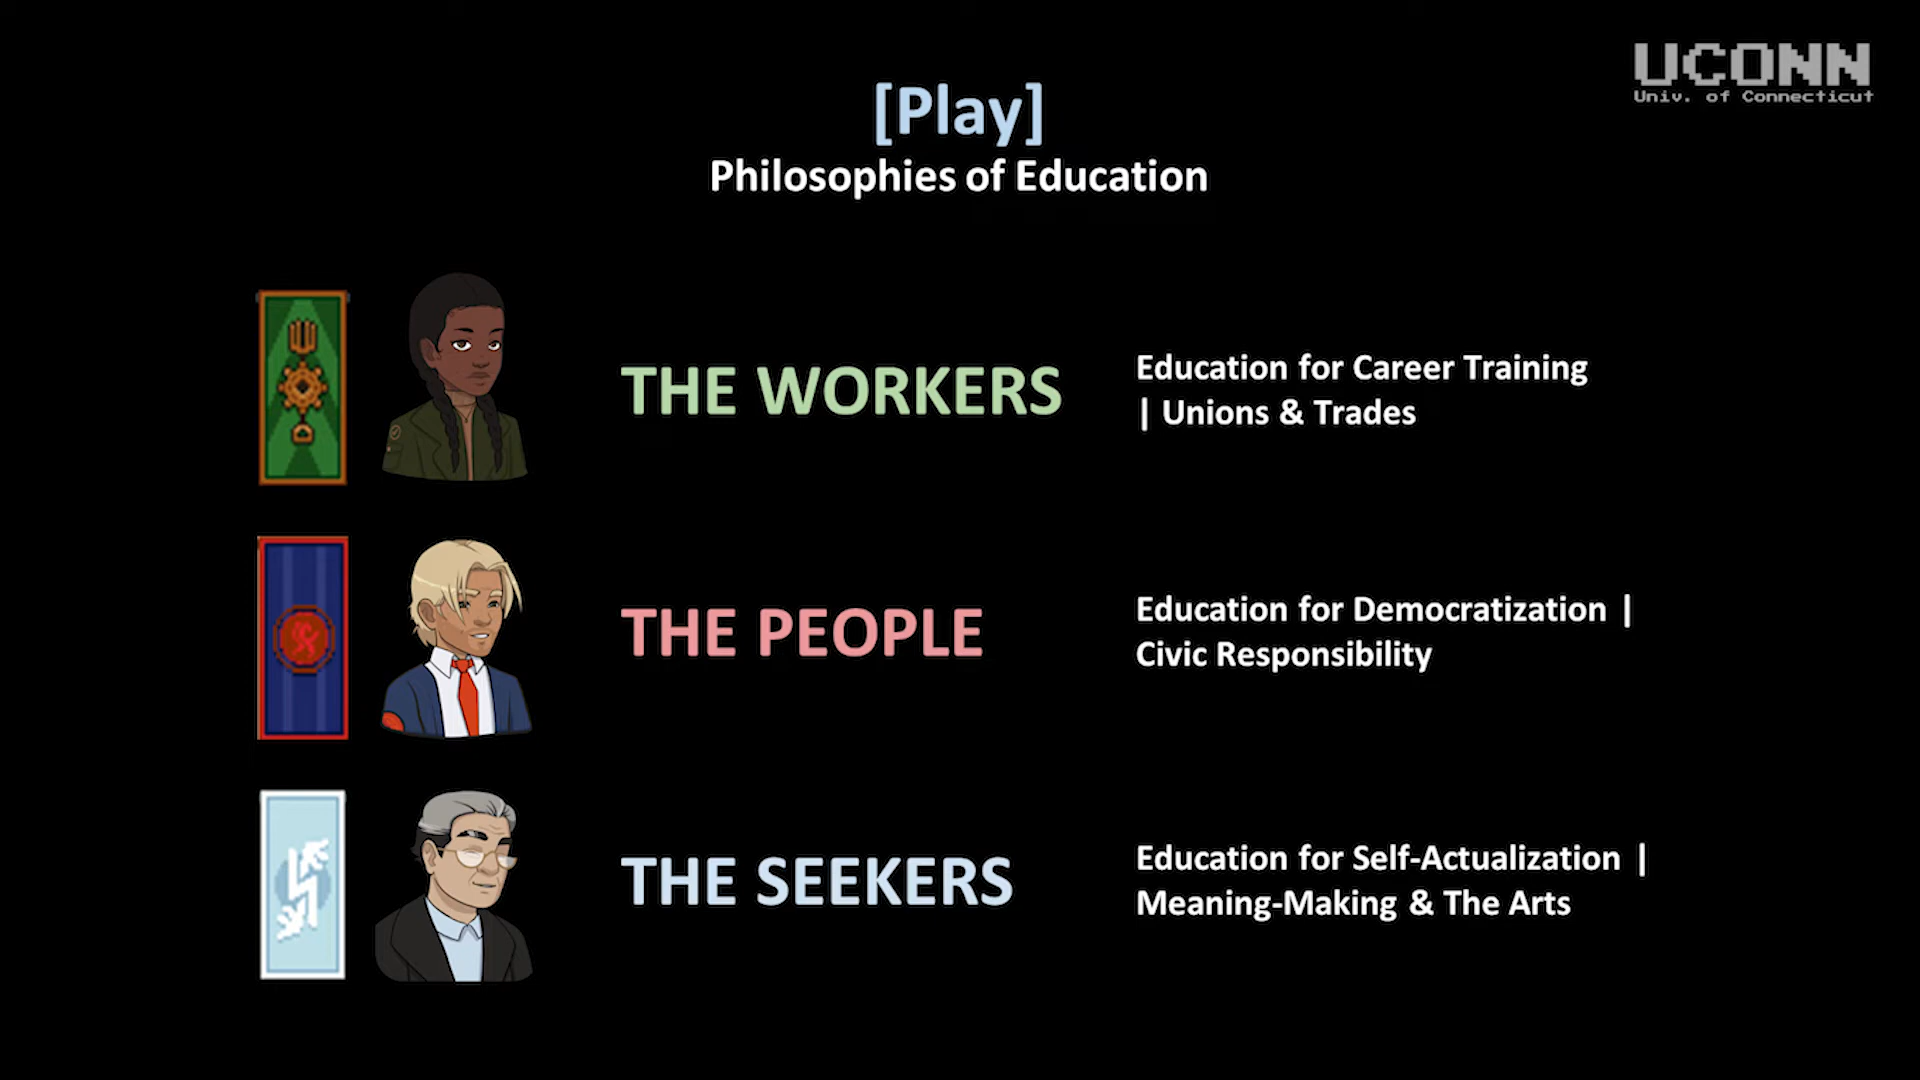 UCONN
Univ. of Connecticut
[Play]
Philosophies of Education
THE WORKERS
Education for Career Training
| Unions & Trades
THE PEOPLE
Education for Democratization |
Civic Responsibility
THE SEEKERS
Education for Self-Actualization |
Meaning-Making & The Arts